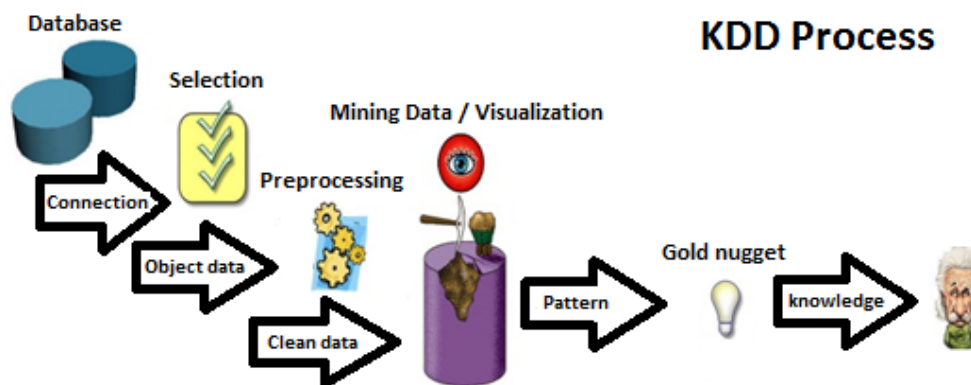 Database
KDD Process
Selection
Mining Data / Visualization
Preprocessing
Connection
Object data
Gold nugget
Clean data
Pattern
knowledge